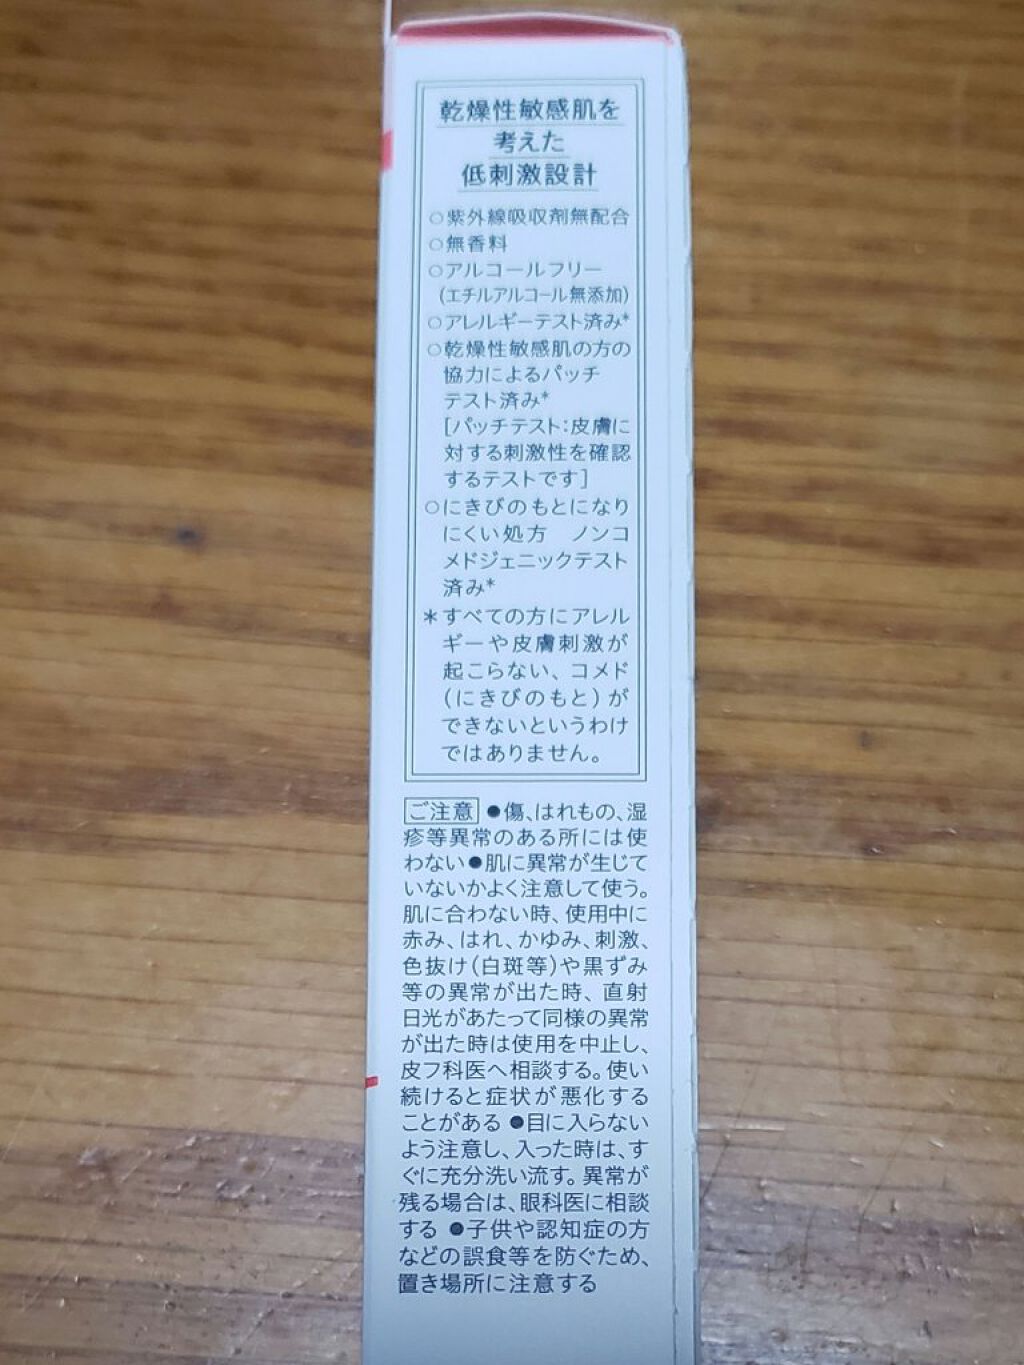 乾燥性敏感肌を
考えた
低刺激設計
○紫外線吸収剤無配合
○無香料
○アルコールフリー
(エチルアルコール無添加)
○アレルギーテスト済み*
○乾燥性敏感肌の方の
協力によるパッチ
テスト済み*
[パッチテスト:皮膚に
対する刺激性を確認
するテストです]
○にきびのもとになり
にくい処方 ノンコ
メドジェニックテスト
済み*
*すべての方にアレル
ギーや皮膚刺激が
起こらない、コメド
(にきびのもと)が
できないというわけ
ではありません。
ご注意 ●傷、はれもの、湿
疹等異常のある所には使
わない●肌に異常が生じて
いないかよく注意して使う。
肌に合わない時、使用中に
赤み、はれ、かゆみ、刺激、
色抜け(白斑等)や黒ずみ
等の異常が出た時、直射
日光があたって同様の異常
が出た時は使用を中止し、
皮フ科医へ相談する。使い
続けると症状が悪化する
ことがある ●目に入らない
よう注意し、入った時は、す
ぐに充分洗い流す。異常が
残る場合は、眼科医に相談
する ●子供や認知症の方
などの誤食等を防ぐため、
置き場所に注意する